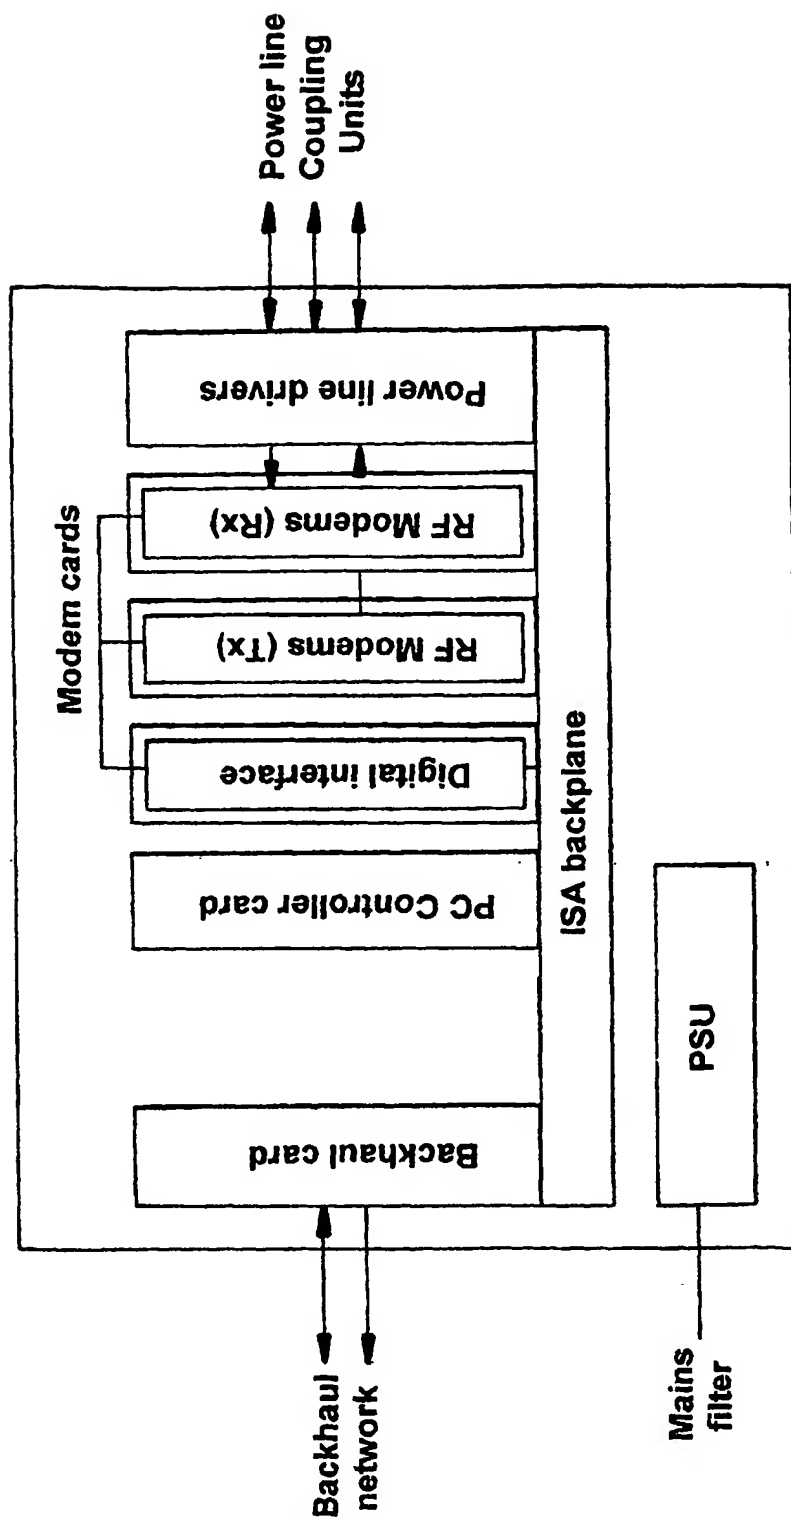 Backhaul
network
Mains
filter
Backhaul card
PC Controller card
Digital interface
RF Modems (Tx)
RF Modems (Rx)
Power line drivers
Modem cards
ISA backplane
PSU
Power line
Coupling
Units